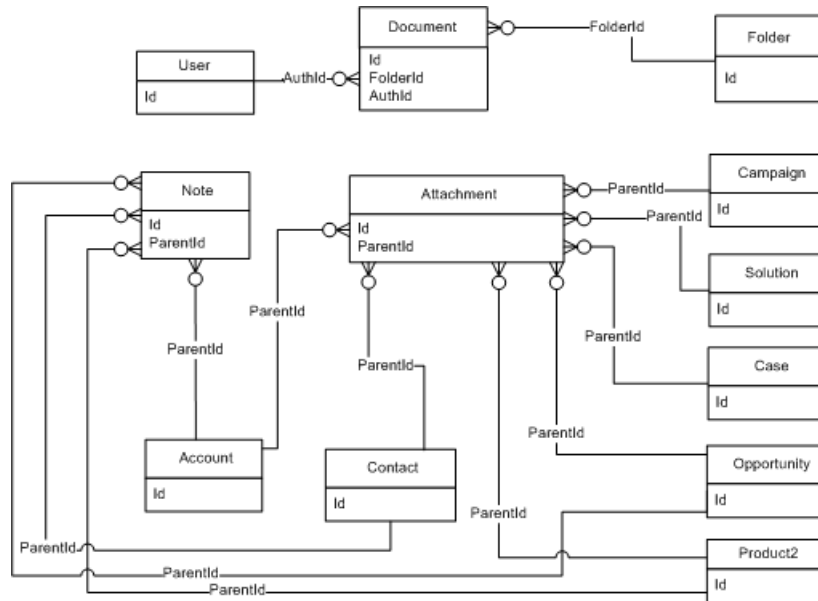 Document
Id
FolderId
AuthId
FolderId
Folder
Id
User
Id
AuthId
Note
Id
ParentId
Attachment
Id
ParentId
ParentId
Campaign
Id
ParentId
Solution
Id
ParentId
ParentId
ParentId
ParentId
Case
Id
Account
Id
Contact
Id
ParentId
Opportunity
Id
ParentId
ParentId
Product2
Id
ParentId
ParentId